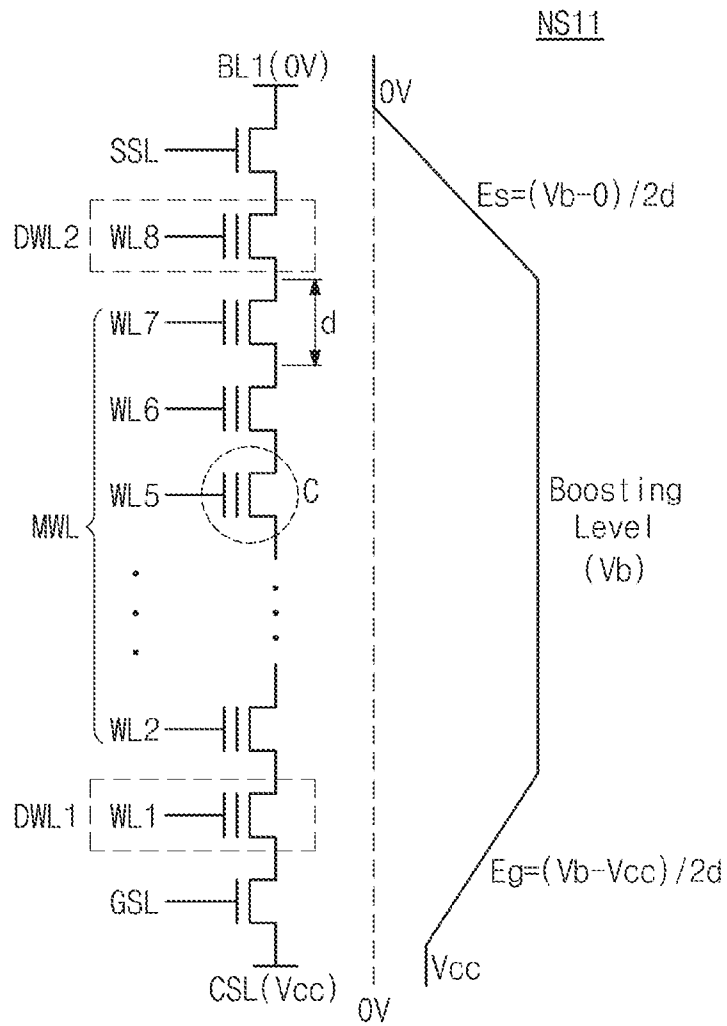 NS11
BL1(0V)
0V
SSL
Es=(Vb-0)/2d
DWL2
WL8
WL7
d
WL6
WL5
C
MWL
Boosting
Level
(Vb)
WL2
DWL1
WL1
Eg=(Vb-Vcc)/2d
GSL
Vcc
CSL(Vcc)
0V